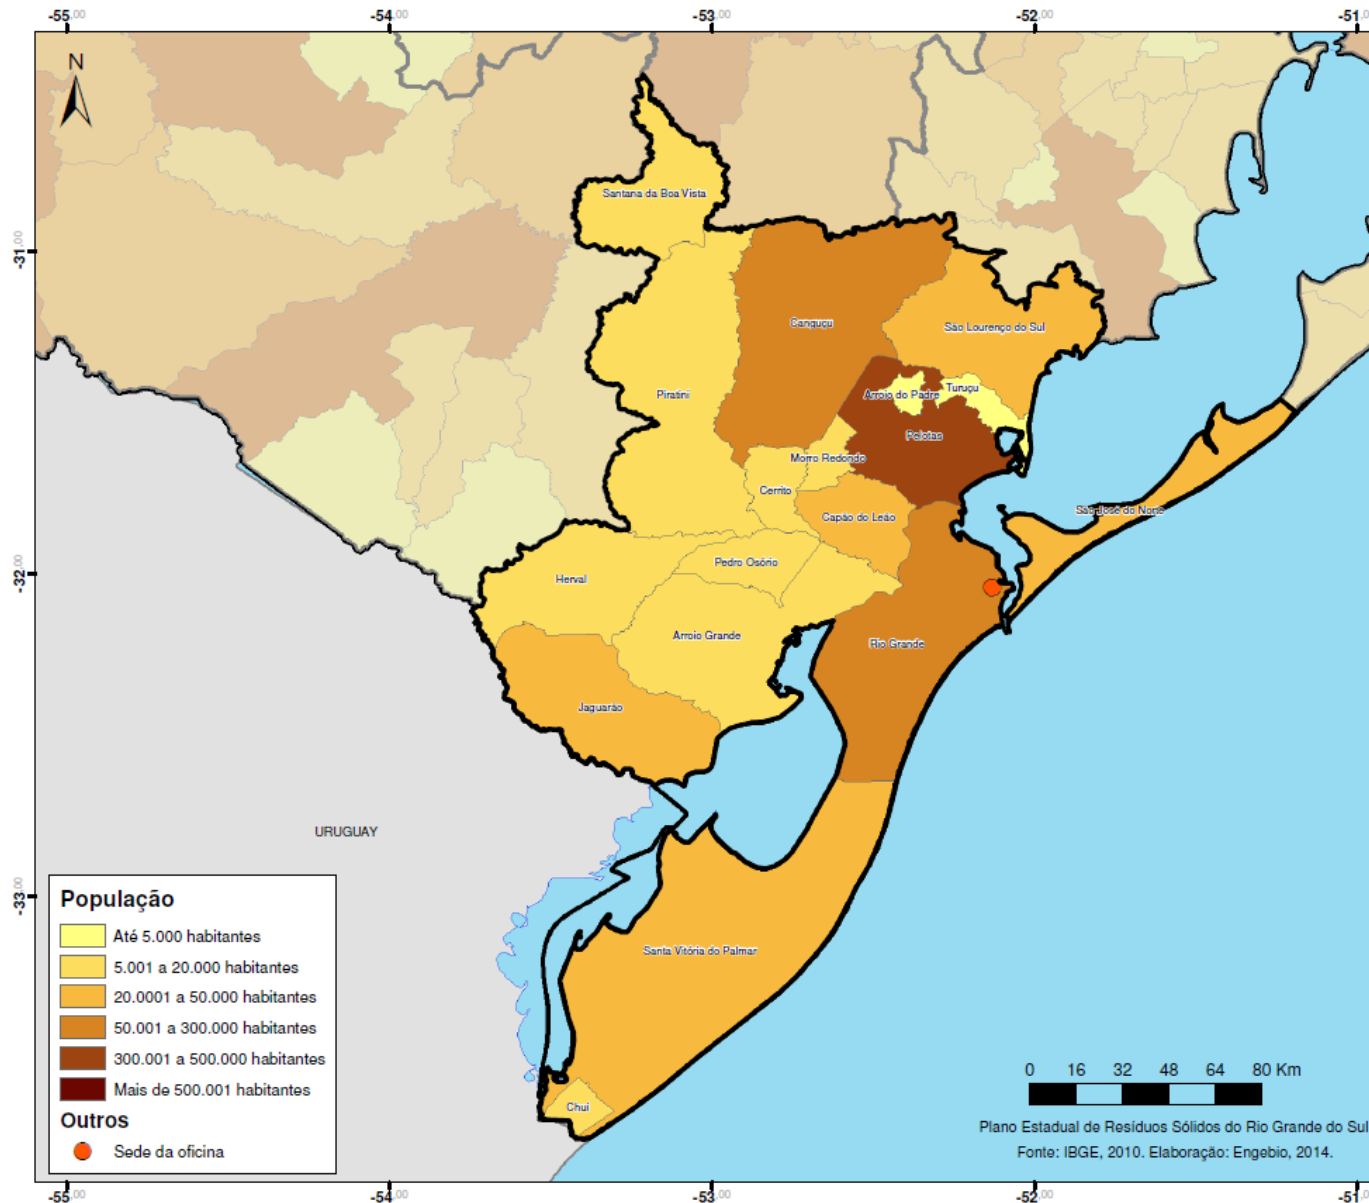 -55,00 -54,00 -53,00 -52,00 -51,0
N
-31,00
-32,00
-33,00
Santana da Boa Vista
Canguçu
São Lourenço do Sul
Piratini
Arroio do Padre
Turuçu
Pelotas
Morro Redondo
Cerrito
Capão do Leão
São José do Norte
Pedro Osório
Herval
Arroio Grande
Rio Grande
Jaguarão
URUGUAY
Santa Vitória do Palmar
Chuí
População
Até 5.000 habitantes
5.001 a 20.000 habitantes
20.0001 a 50.000 habitantes
50.001 a 300.000 habitantes
300.001 a 500.000 habitantes
Mais de 500.001 habitantes
Outros
Sede da oficina
0 16 32 48 64 80 Km
Plano Estadual de Resíduos Sólidos do Rio Grande do Sul
Fonte: IBGE, 2010. Elaboração: Engebio, 2014.
-55,00 -54,00 -53,00 -52,00 -51,0